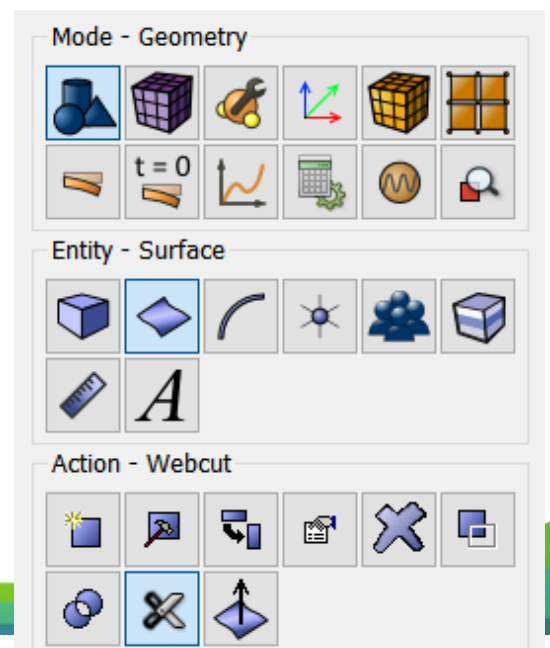 Mode - Geometry
t = 0
Entity - Surface
A
Action - Webcut